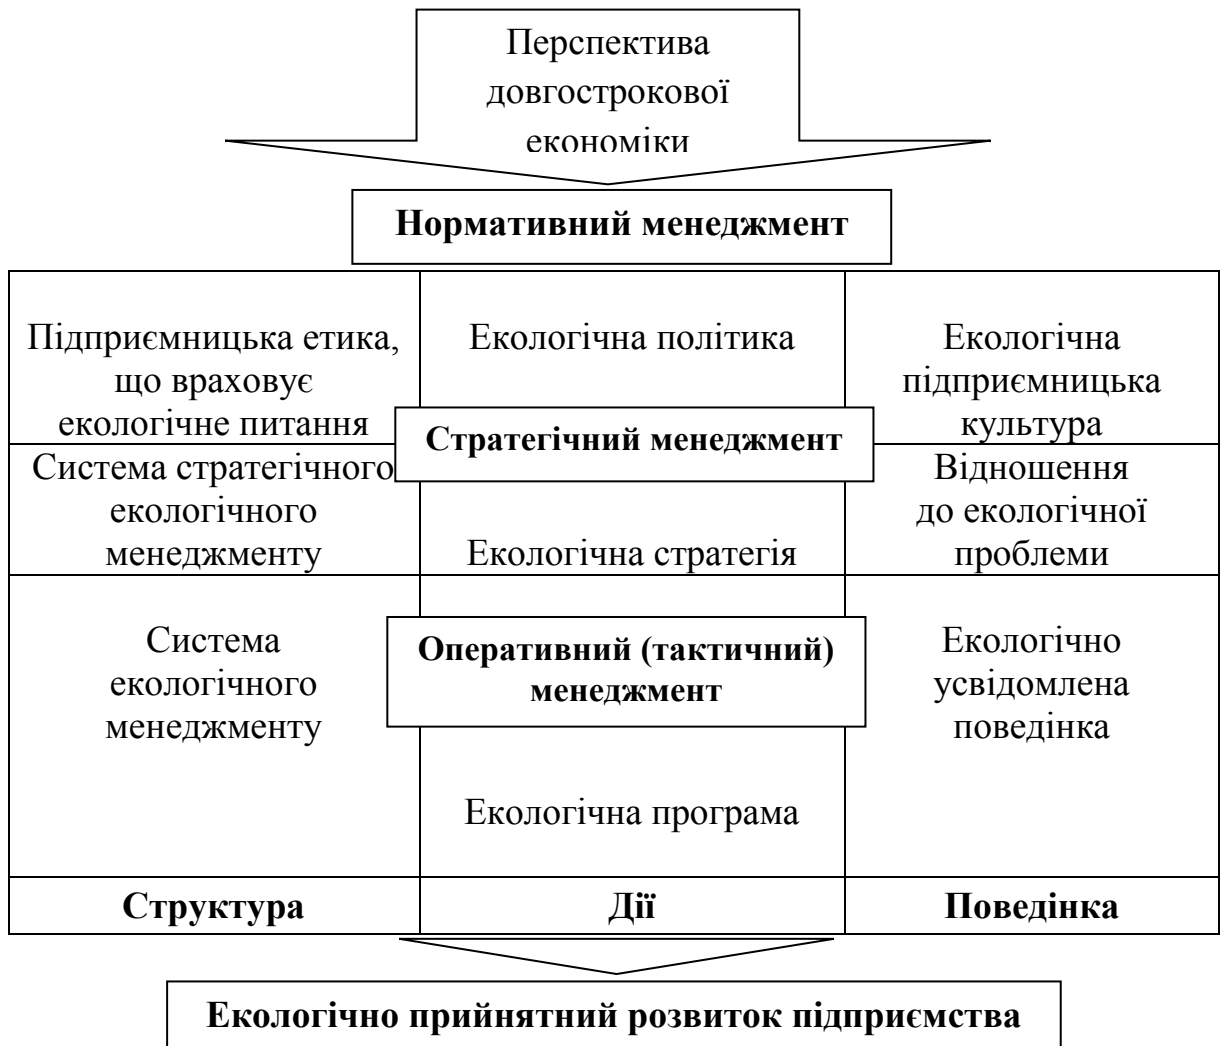 Перспектива
довгострокової
економіки
Нормативний менеджмент
Підприємницька етика,
що враховує
екологічне питання
Екологічна політика
Екологічна
підприємницька
культура
Стратегічний менеджмент
Система стратегічного
екологічного
менеджменту
Екологічна стратегія
Відношення
до екологічної
проблеми
Оперативний (тактичний)
менеджмент
Система
екологічного
менеджменту
Екологічна програма
Екологічно
усвідомлена
поведінка
Структура
Дії
Поведінка
Екологічно прийнятний розвиток підприємства